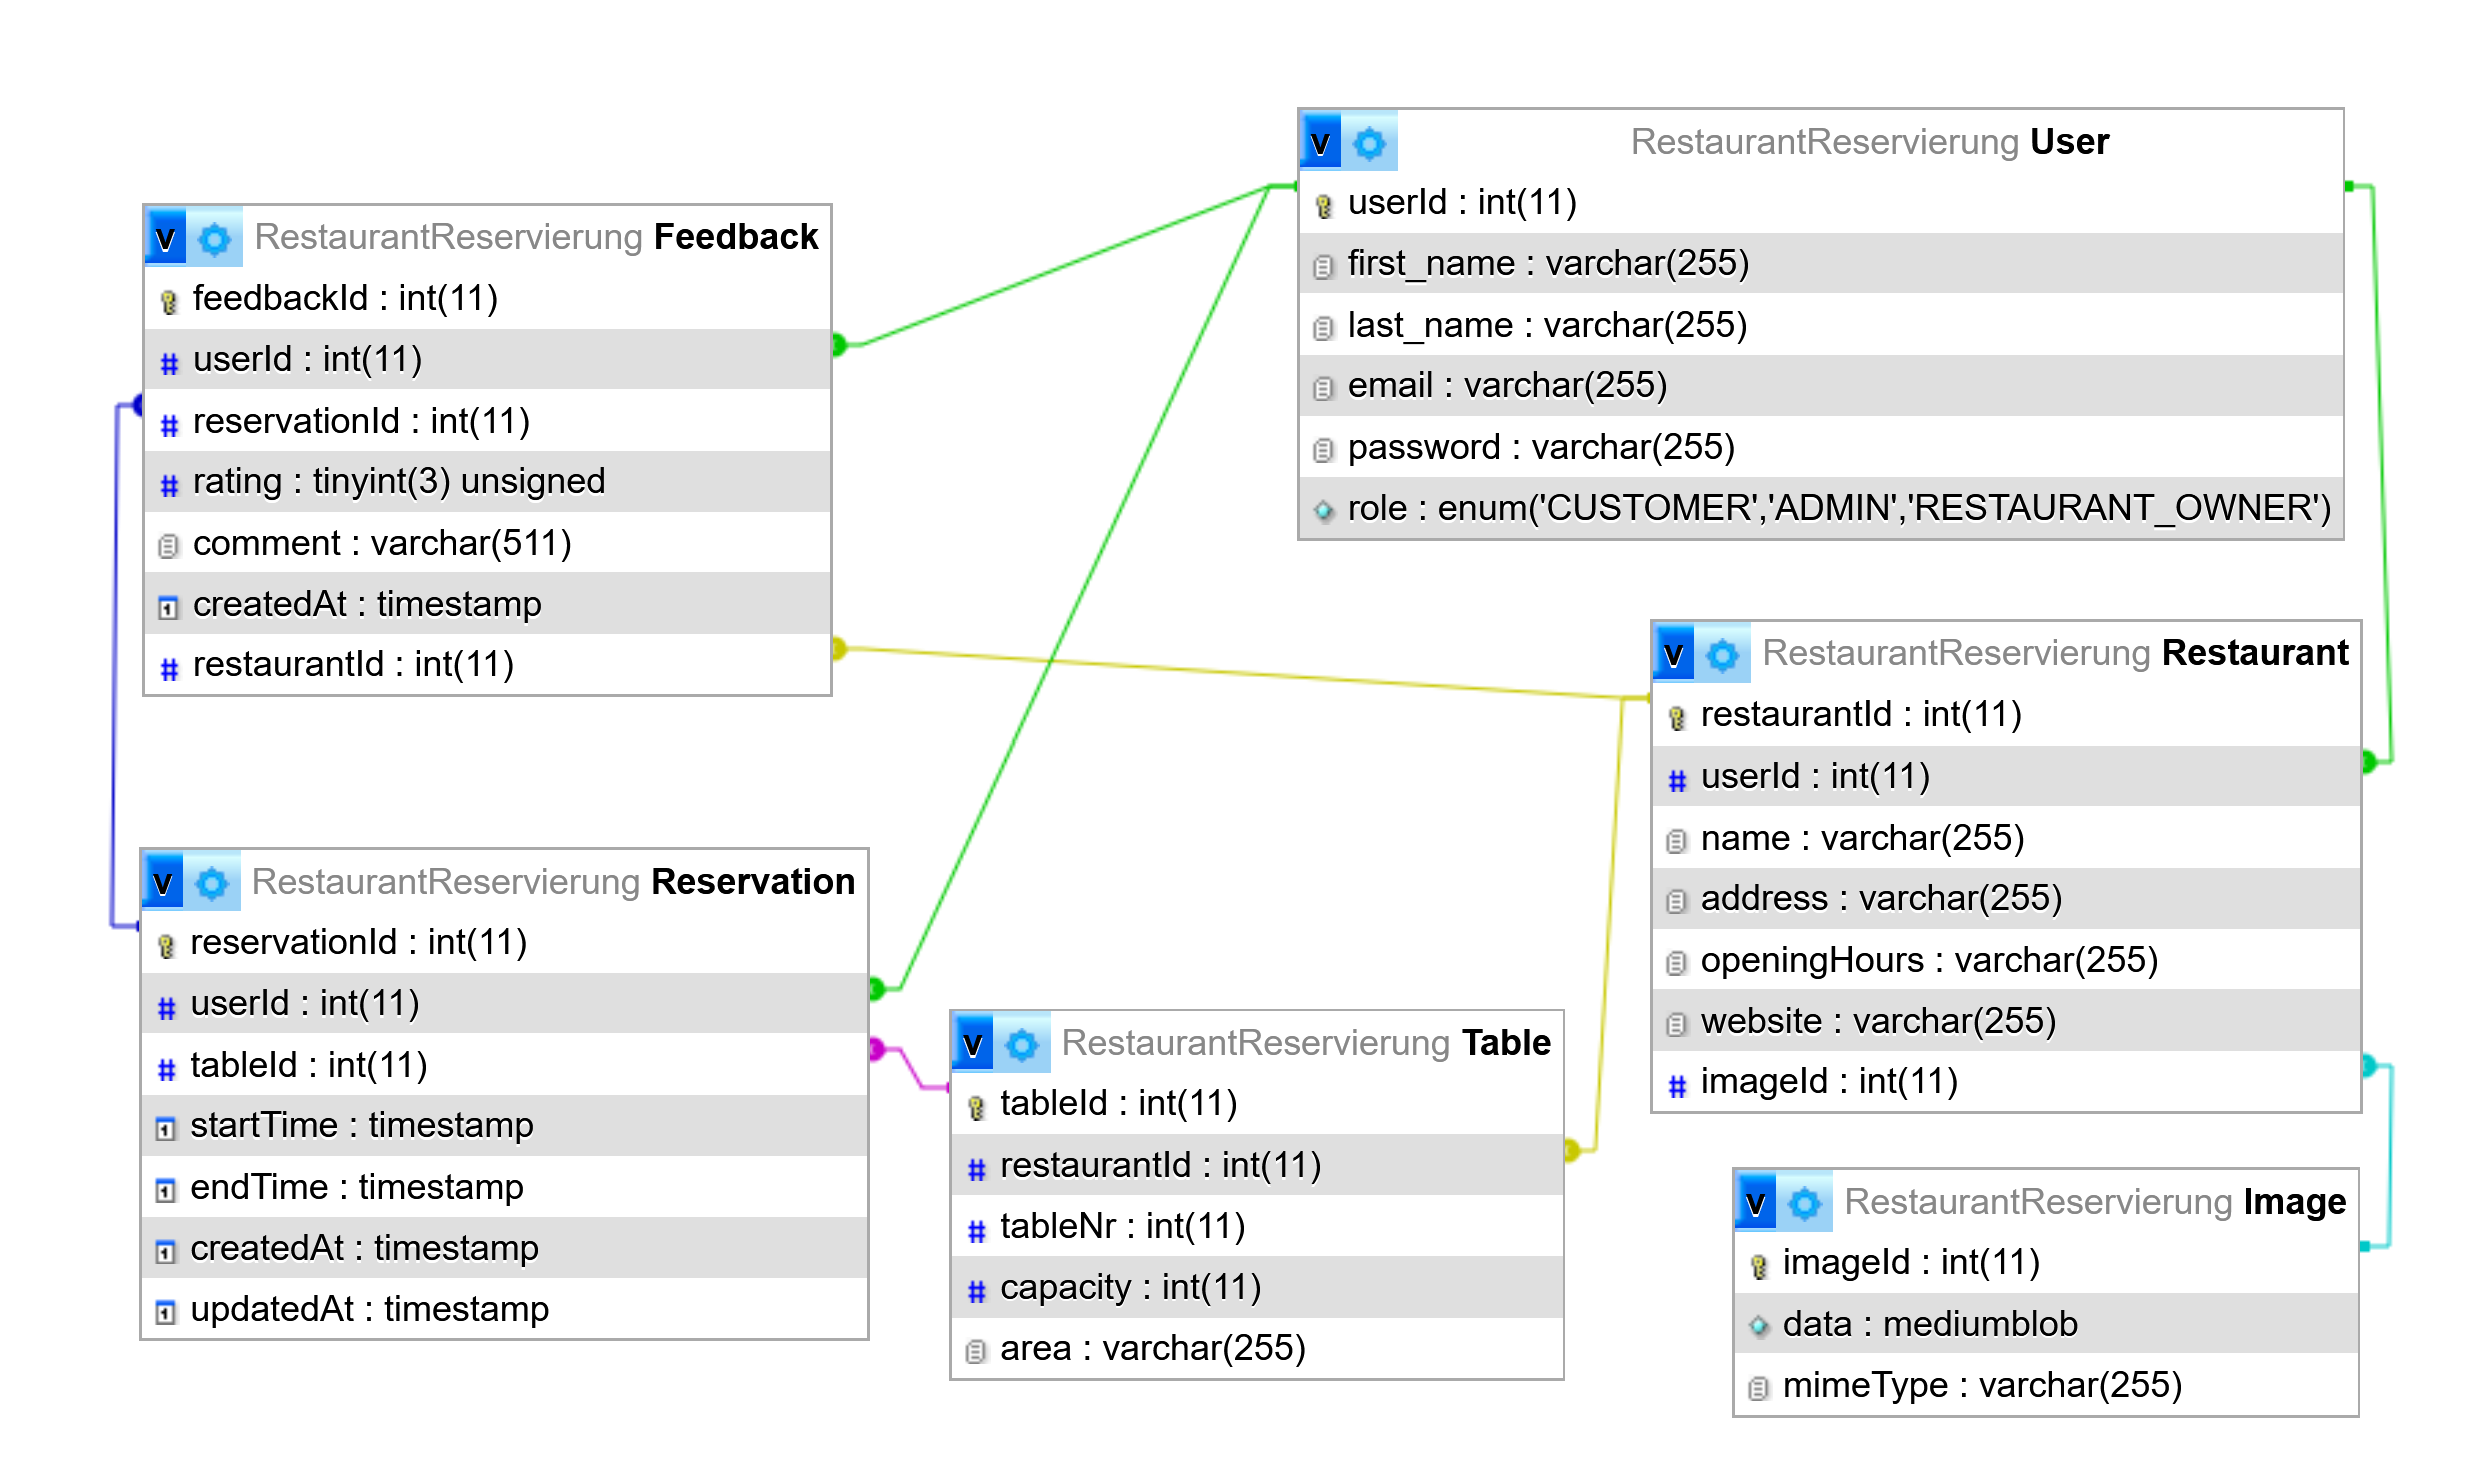 v RestaurantReservierung User
userId : int(11)
first_name : varchar(255)
last_name : varchar(255)
email : varchar(255)
password : varchar(255)
role : enum('CUSTOMER','ADMIN','RESTAURANT_OWNER')
v RestaurantReservierung Feedback
feedbackId : int(11)
userId : int(11)
reservationId : int(11)
rating : tinyint(3) unsigned
comment : varchar(511)
createdAt : timestamp
restaurantId : int(11)
v RestaurantReservierung Restaurant
restaurantId : int(11)
userId : int(11)
name : varchar(255)
address : varchar(255)
openingHours : varchar(255)
website : varchar(255)
imageId : int(11)
v RestaurantReservierung Reservation
reservationId : int(11)
userId : int(11)
tableId : int(11)
startTime : timestamp
endTime : timestamp
createdAt : timestamp
updatedAt : timestamp
v RestaurantReservierung Table
tableId : int(11)
restaurantId : int(11)
tableNr : int(11)
capacity : int(11)
area : varchar(255)
v RestaurantReservierung Image
imageId : int(11)
data : mediumblob
mimeType : varchar(255)